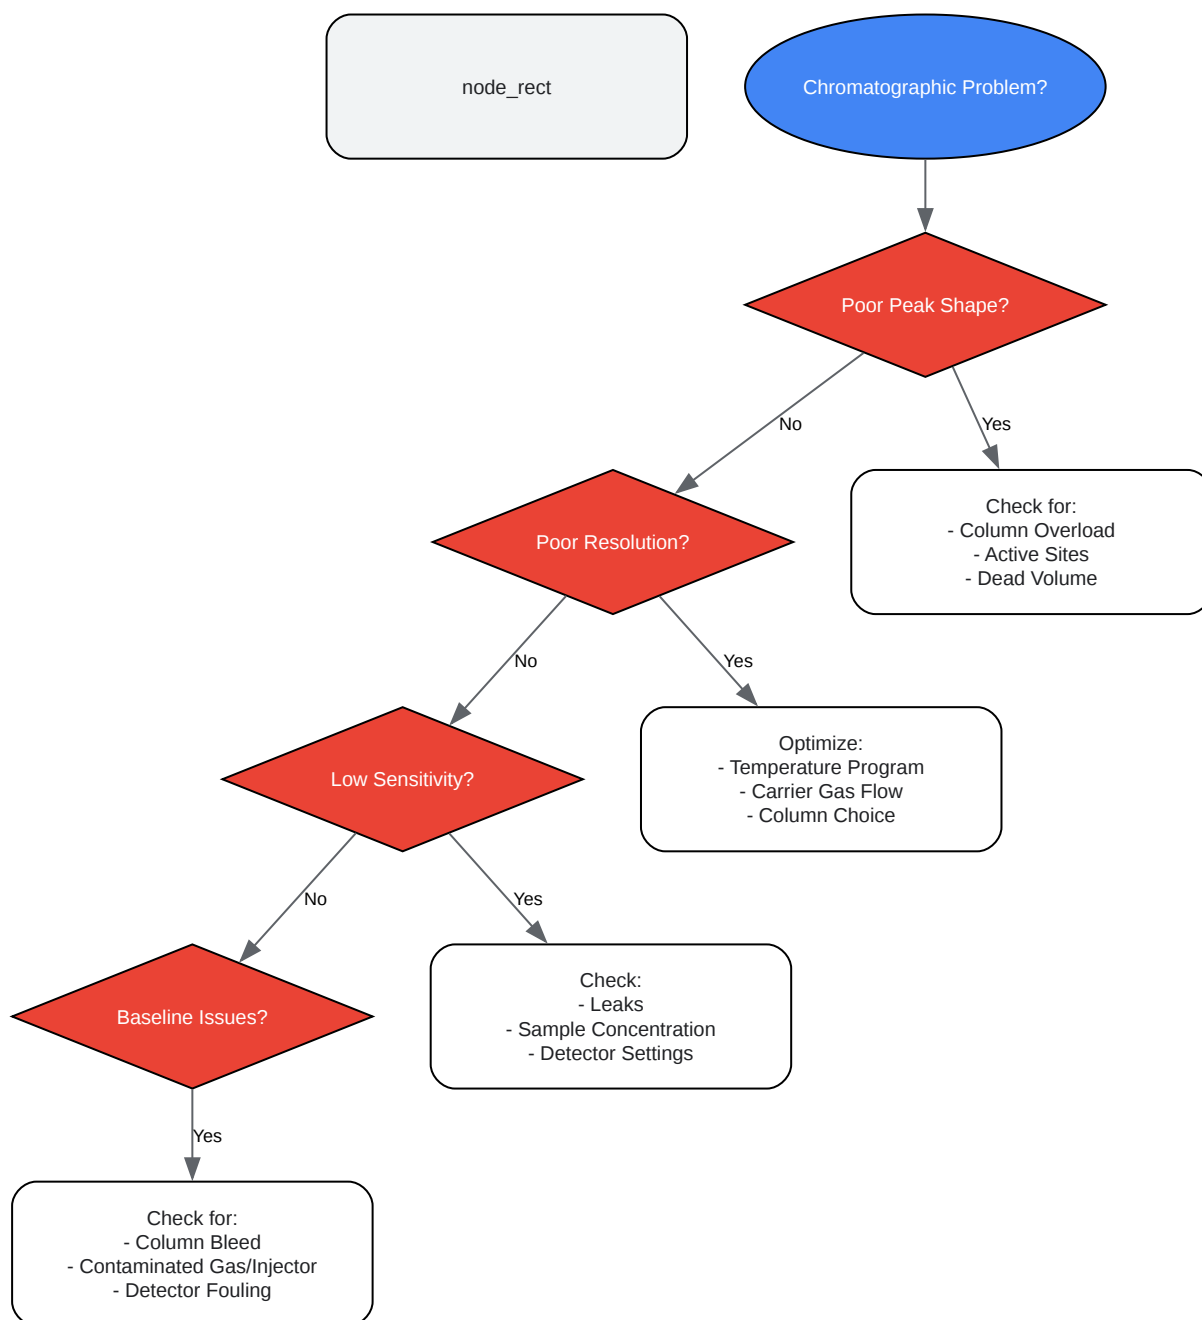 node_rect
Chromatographic Problem?
Poor Peak Shape?
No
Yes
Poor Resolution?
Check for:
- Column Overload
- Active Sites
- Dead Volume
No
Yes
Low Sensitivity?
Optimize:
- Temperature Program
- Carrier Gas Flow
- Column Choice
No
Yes
Baseline Issues?
Check:
- Leaks
- Sample Concentration
- Detector Settings
Yes
Check for:
- Column Bleed
- Contaminated Gas/Injector
- Detector Fouling